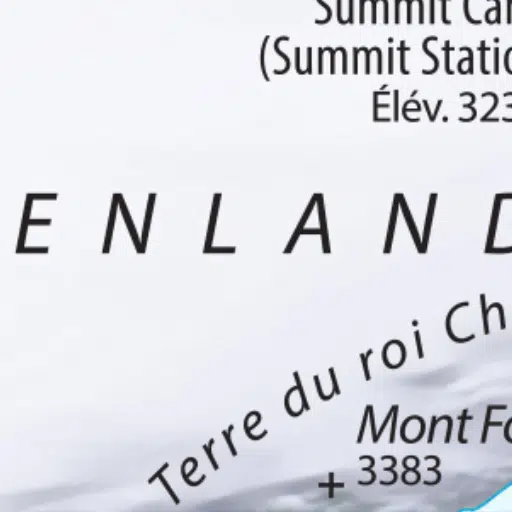 Summit Ca
(Summit Statio
Élév. 323
ENLAND
Terre du roi Ch
Mont Fo
3383